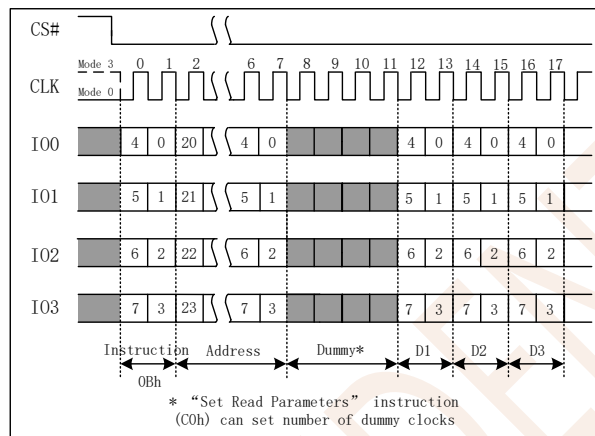 CS#
Mode 3 0 1 2 6 7 8 9 10 11 12 13 14 15 16 17
CLK
Mode 0
IO0 4 0 20 4 0 4 0 4 0 4 0
IO1 5 1 21 5 1 5 1 5 1 5 1
IO2 6 2 22 6 2 6 2 6 2 6 2
IO3 7 3 23 7 3 7 3 7 3 7 3
Instruction Address Dummy* D1 D2 D3
0Bh
* “Set Read Parameters” instruction
(C0h) can set number of dummy clocks